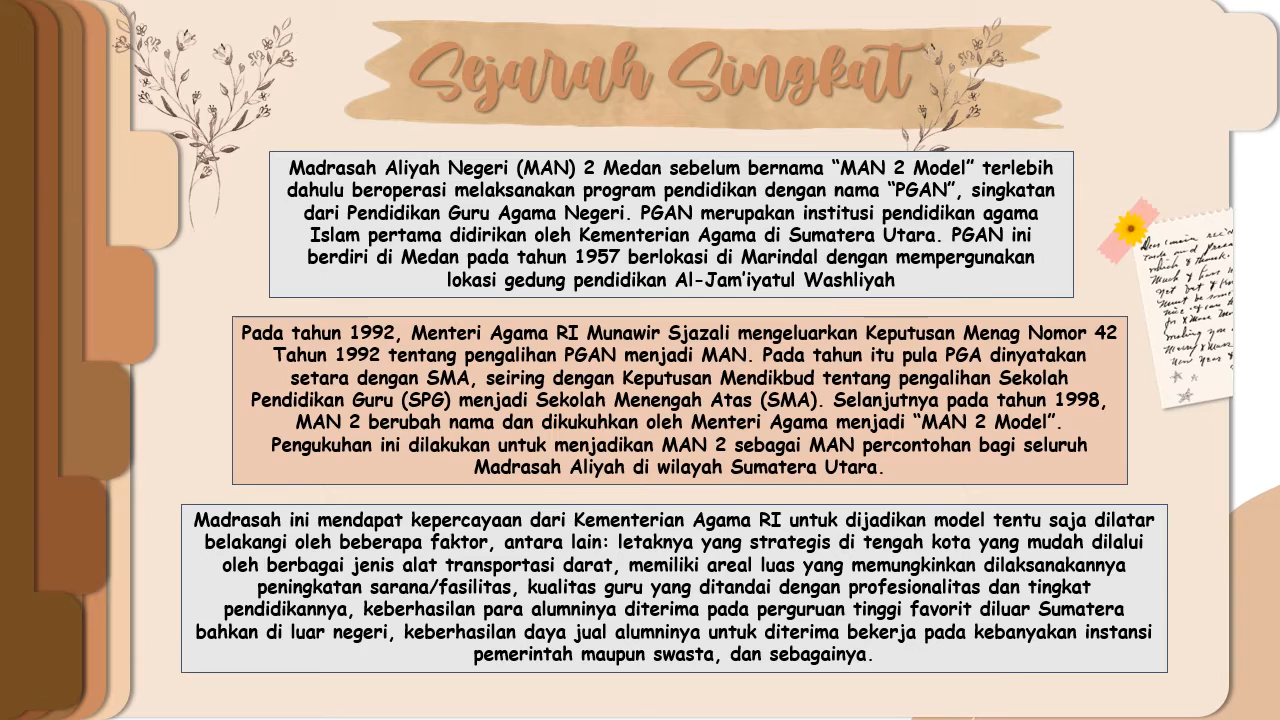 Sejarah Singkat
Madrasah Aliyah Negeri (MAN) 2 Medan sebelum bernama “MAN 2 Model” terlebih
dahulu beroperasi melaksanakan program pendidikan dengan nama “PGAN”, singkatan
dari Pendidikan Guru Agama Negeri. PGAN merupakan institusi pendidikan agama
Islam pertama didirikan oleh Kementerian Agama di Sumatera Utara. PGAN ini
berdiri di Medan pada tahun 1957 berlokasi di Marindal dengan mempergunakan
lokasi gedung pendidikan Al-Jam’iyatul Washliyah
Pada tahun 1992, Menteri Agama RI Munawir Sjazali mengeluarkan Keputusan Menag Nomor 42
Tahun 1992 tentang pengalihan PGAN menjadi MAN. Pada tahun itu pula PGA dinyatakan
setara dengan SMA, seiring dengan Keputusan Mendikbud tentang pengalihan Sekolah
Pendidikan Guru (SPG) menjadi Sekolah Menengah Atas (SMA). Selanjutnya pada tahun 1998,
MAN 2 berubah nama dan dikukuhkan oleh Menteri Agama menjadi “MAN 2 Model”.
Pengukuhan ini dilakukan untuk menjadikan MAN 2 sebagai MAN percontohan bagi seluruh
Madrasah Aliyah di wilayah Sumatera Utara.
Madrasah ini mendapat kepercayaan dari Kementerian Agama RI untuk dijadikan model tentu saja dilatar
belakangi oleh beberapa faktor, antara lain: letaknya yang strategis di tengah kota yang mudah dilalui
oleh berbagai jenis alat transportasi darat, memiliki areal luas yang memungkinkan dilaksanakannya
peningkatan sarana/fasilitas, kualitas guru yang ditandai dengan profesionalitas dan tingkat
pendidikannya, keberhasilan para alumninya diterima pada perguruan tinggi favorit diluar Sumatera
bahkan di luar negeri, keberhasilan daya jual alumninya untuk diterima bekerja pada kebanyakan instansi
pemerintah maupun swasta, dan sebagainya.